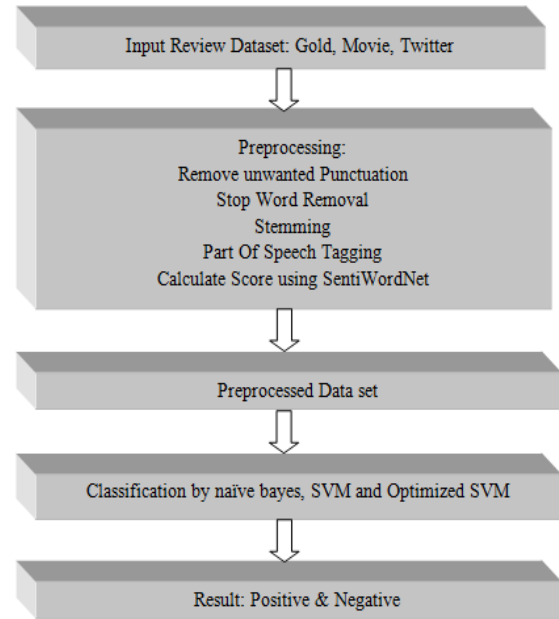 Input Review Dataset: Gold, Movie, Twitter
Preprocessing:
Remove unwanted Punctuation
Stop Word Removal
Stemming
Part Of Speech Tagging
Calculate Score using SentiWordNet
Preprocessed Data set
Classification by naïve bayes, SVM and Optimized SVM
Result: Positive & Negative